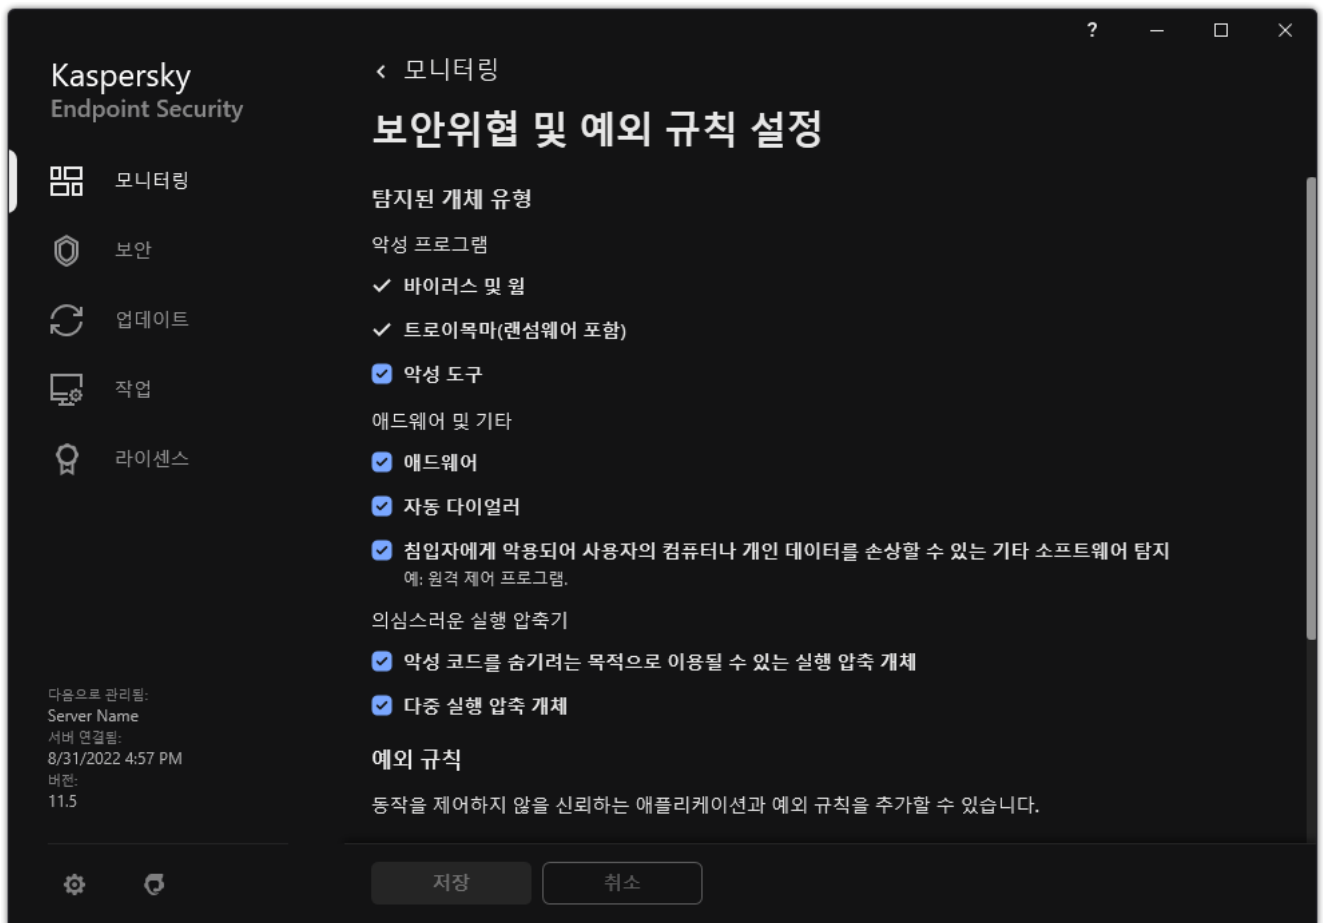 ?
Kaspersky
Endpoint Security
모니터링
보안
업데이트
작업
라이센스
다음으로 관리됨:
Server Name
서버 연결됨:
8/31/2022 4:57 PM
버전:
11.5
모니터링
보안위협 및 예외 규칙 설정
탐지된 개체 유형
악성 프로그램
바이러스 및 웜
트로이목마(랜섬웨어 포함)
악성 도구
애드웨어 및 기타
애드웨어
자동 다이얼러
침입자에게 악용되어 사용자의 컴퓨터나 개인 데이터를 손상할 수 있는 기타 소프트웨어 탐지
예: 원격 제어 프로그램.
의심스러운 실행 압축기
악성 코드를 숨기려는 목적으로 이용될 수 있는 실행 압축 개체
다중 실행 압축 개체
예외 규칙
동작을 제어하지 않을 신뢰하는 애플리케이션과 예외 규칙을 추가할 수 있습니다.
저장
취소